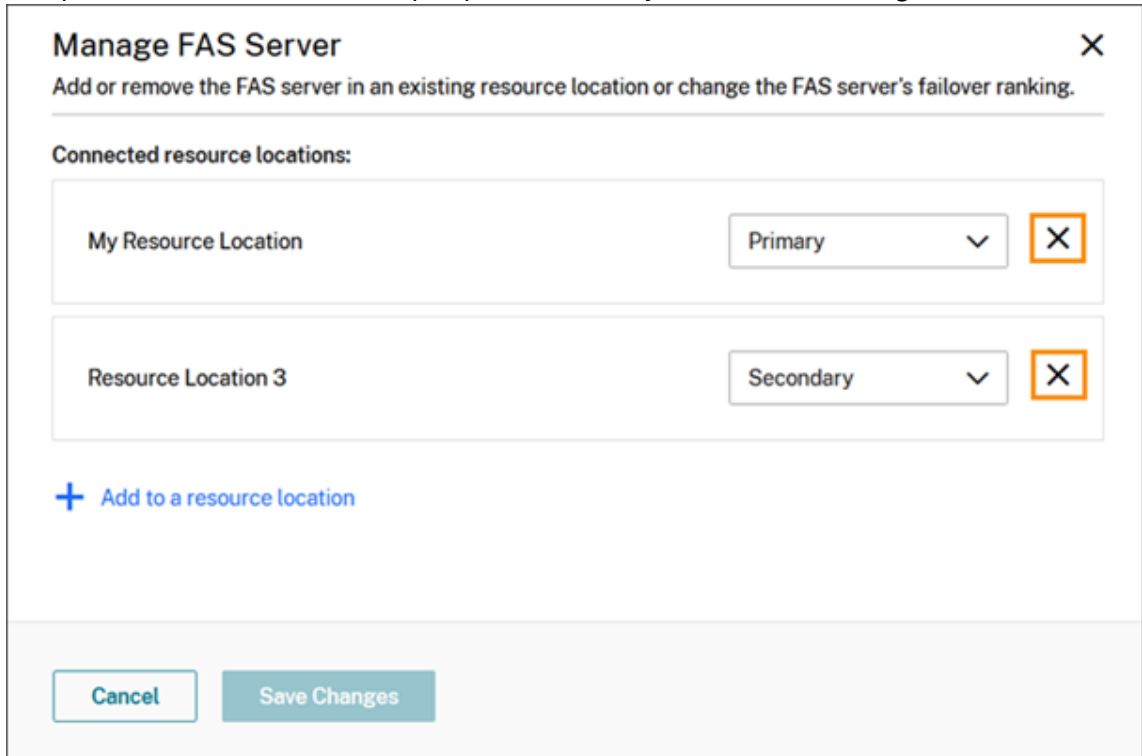 Manage FAS Server
Add or remove the FAS server in an existing resource location or change the FAS server's failover ranking.
Connected resource locations:
My Resource Location Primary
Resource Location 3 Secondary
+ Add to a resource location
Cancel Save Changes